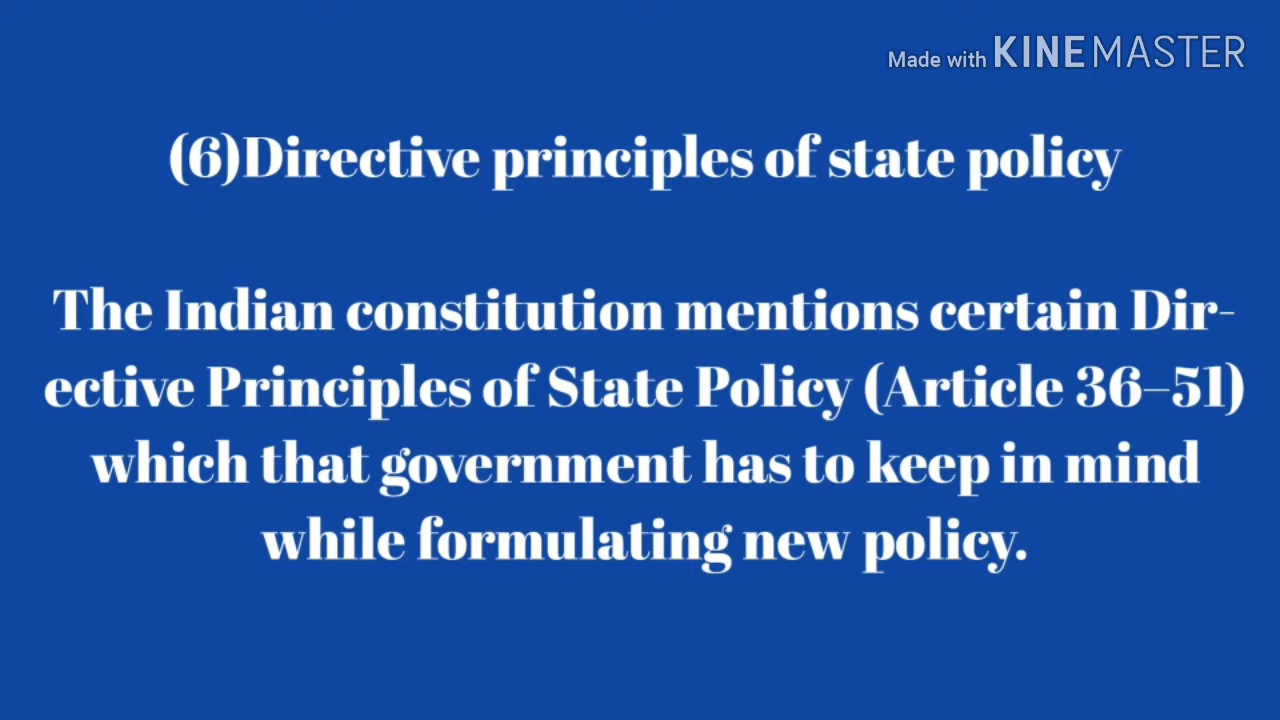 Made with KINEMASTER
(6)Directive principles of state policy
The Indian constitution mentions certain Dir-
ective Principles of State Policy (Article 36–51)
which that government has to keep in mind
while formulating new policy.